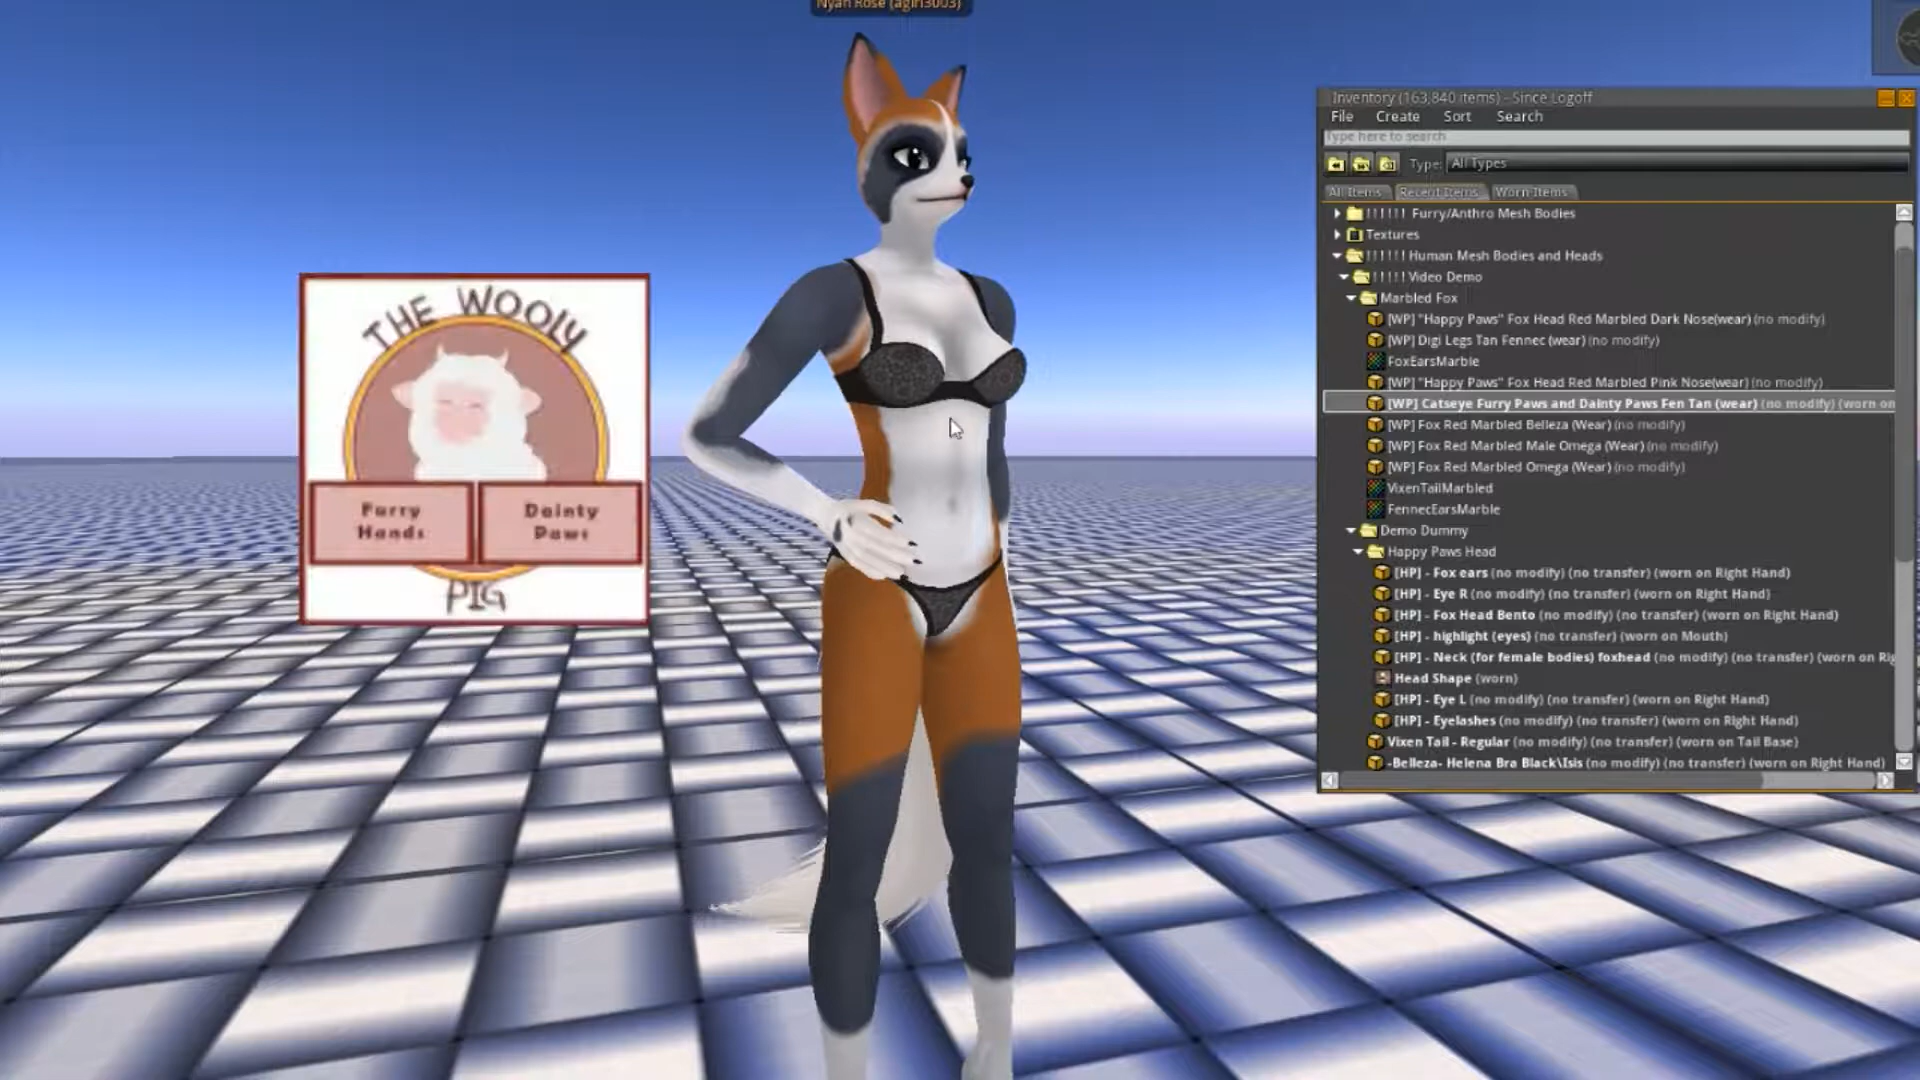 Nyan Rose (agirl3003)
THE WOOLY
Furry
Hands
Dainty
Paws
PIG
Inventory (163,840 items) - Since Logoff
File Create Sort Search
Type here to search
Type: All Types
All Items Recent Items Worn Items
!!!!!! Furry/Anthro Mesh Bodies
Textures
!!!!!! Human Mesh Bodies and Heads
!!!!! Video Demo
Marbled Fox
[WP] "Happy Paws" Fox Head Red Marbled Dark Nose(wear) (no modify)
[WP] Digi Legs Tan Fennec (wear) (no modify)
FoxEarsMarble
[WP] "Happy Paws" Fox Head Red Marbled Pink Nose(wear) (no modify)
[WP] Catseye Furry Paws and Dainty Paws Fen Tan (wear) (no modify) (worn on
[WP] Fox Red Marbled Belleza (Wear) (no modify)
[WP] Fox Red Marbled Male Omega (Wear) (no modify)
[WP] Fox Red Marbled Omega (Wear) (no modify)
VixenTailMarbled
FennecEarsMarble
Demo Dummy
Happy Paws Head
[HP] - Fox ears (no modify) (no transfer) (worn on Right Hand)
[HP] - Eye R (no modify) (no transfer) (worn on Right Hand)
[HP] - Fox Head Bento (no modify) (no transfer) (worn on Right Hand)
[HP] - highlight (eyes) (no transfer) (worn on Mouth)
[HP] - Neck (for female bodies) foxhead (no modify) (no transfer) (worn on Rig
Head Shape (worn)
[HP] - Eye L (no modify) (no transfer) (worn on Right Hand)
[HP] - Eyelashes (no modify) (no transfer) (worn on Right Hand)
Vixen Tail - Regular (no modify) (no transfer) (worn on Tail Base)
-Belleza- Helena Bra Black\Isis (no modify) (no transfer) (worn on Right Hand)